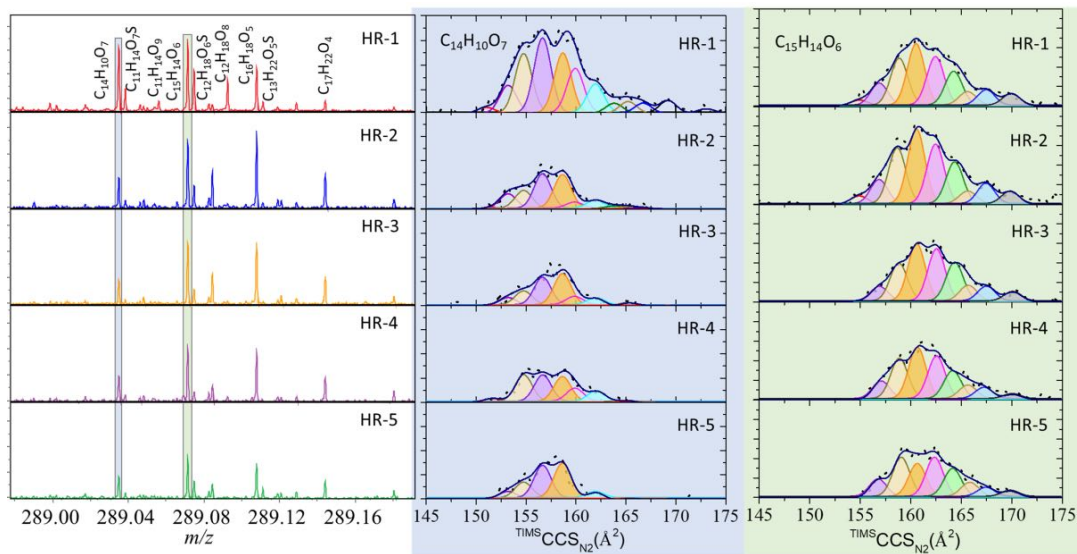 C₁₄H₁₀O₇
C₁₁H₁₄O₇S
C₁₁H₁₄O₉
C₁₅H₁₄O₆
C₁₂H₁₈O₆S
C₁₂H₁₈O₈
C₁₆H₁₈O₅
C₁₃H₂₂O₅S
C₁₇H₂₂O₄
HR-1
HR-2
HR-3
HR-4
HR-5
289.00 289.04 289.08 289.12 289.16
m/z
C₁₄H₁₀O₇
HR-1
HR-2
HR-3
HR-4
HR-5
145 150 155 160 165 170 175
ᵀᴵᴹˢCCS_N₂(Å²)
C₁₅H₁₄O₆
HR-1
HR-2
HR-3
HR-4
HR-5
145 150 155 160 165 170 175
ᵀᴵᴹˢCCS_N₂(Å²)